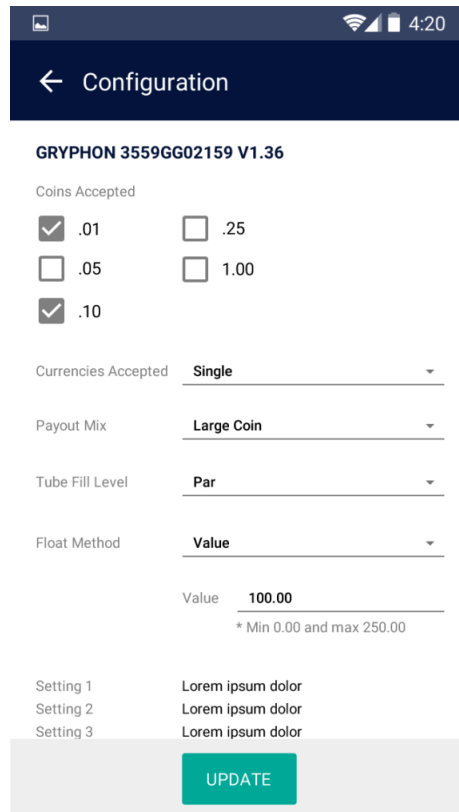 4:20
Configuration
GRYPHON 3559GG02159 V1.36
Coins Accepted
.01 .25
.05 1.00
.10
Currencies Accepted Single
Payout Mix Large Coin
Tube Fill Level Par
Float Method Value
Value 100.00
* Min 0.00 and max 250.00
Setting 1 Lorem ipsum dolor
Setting 2 Lorem ipsum dolor
Setting 3 Lorem ipsum dolor
UPDATE